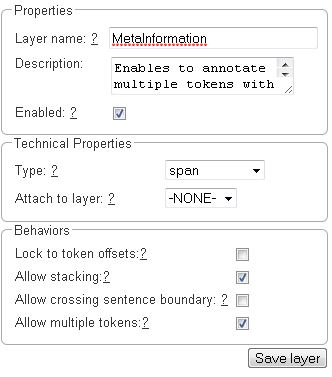 Properties
Layer name: ? MetaInformation
Description: Enables to annotate
multiple tokens with
Enabled: ?
Technical Properties
Type: ? span
Attach to layer: ? -NONE-
Behaviors
Lock to token offsets:?
Allow stacking:?
Allow crossing sentence boundary: ?
Allow multiple tokens:?
Save layer